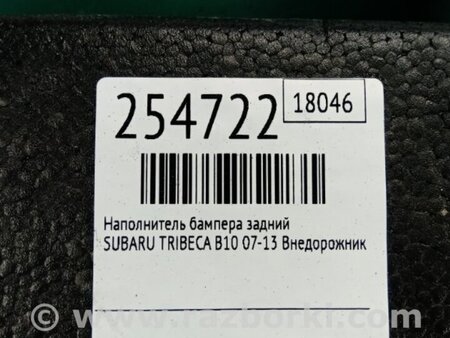 254722
18046
Наполнитель бампера задний
SUBARU TRIBECA B10 07-13 Внедорожник
© www.razborki.com